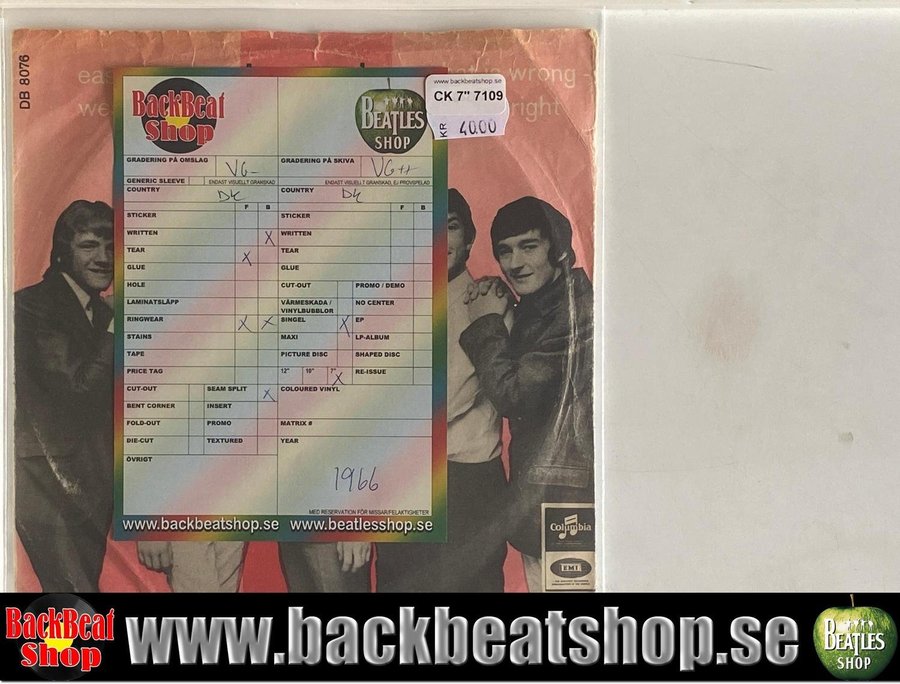 DB 8076
wrong -
right
www.backbeatshop.se
CK 7" 7109
KR 40.00
BackBeat
Shop
BEATLES
SHOP
GRADERING PÅ OMSLAG VG-
GRADERING PÅ SKIVA VG++
GENERIC SLEEVE ENDAST VISUELLT GRANSKAD
ENDAST VISUELLT GRANSKAD, EJ PROVSPELAD
COUNTRY DK
COUNTRY DK
F B
F B
STICKER
STICKER
WRITTEN X
WRITTEN
TEAR X
TEAR
GLUE
GLUE
HOLE
CUT-OUT PROMO / DEMO
LAMINATSLÄPP
VÄRMESKADA / NO CENTER
VINYLBUBBLOR
RINGWEAR X X
SINGEL X EP
STAINS
MAXI LP-ALBUM
TAPE
PICTURE DISC SHAPED DISC
PRICE TAG
12" 10" 7" X RE-ISSUE
CUT-OUT SEAM SPLIT X
COLOURED VINYL
BENT CORNER INSERT
FOLD-OUT PROMO
MATRIX #
DIE-CUT TEXTURED
YEAR
ÖVRIGT
1966
MED RESERVATION FÖR MISSAR/FELAKTIGHETER
www.backbeatshop.se www.beatlesshop.se
Columbia
EMI
BackBeat
Shop
www.backbeatshop.se
BEATLES
SHOP